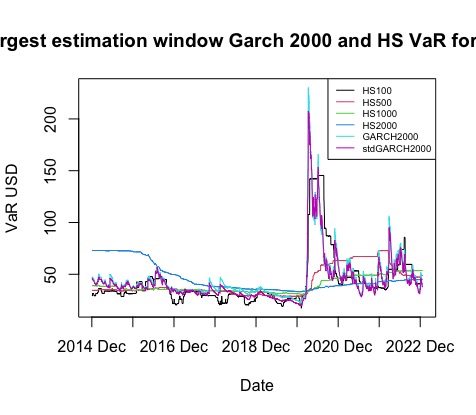 rgest estimation window Garch 2000 and HS VaR for
HS100
HS500
HS1000
HS2000
GARCH2000
stdGARCH2000
VaR USD
200
150
100
50
2014 Dec 2016 Dec 2018 Dec 2020 Dec 2022 Dec
Date